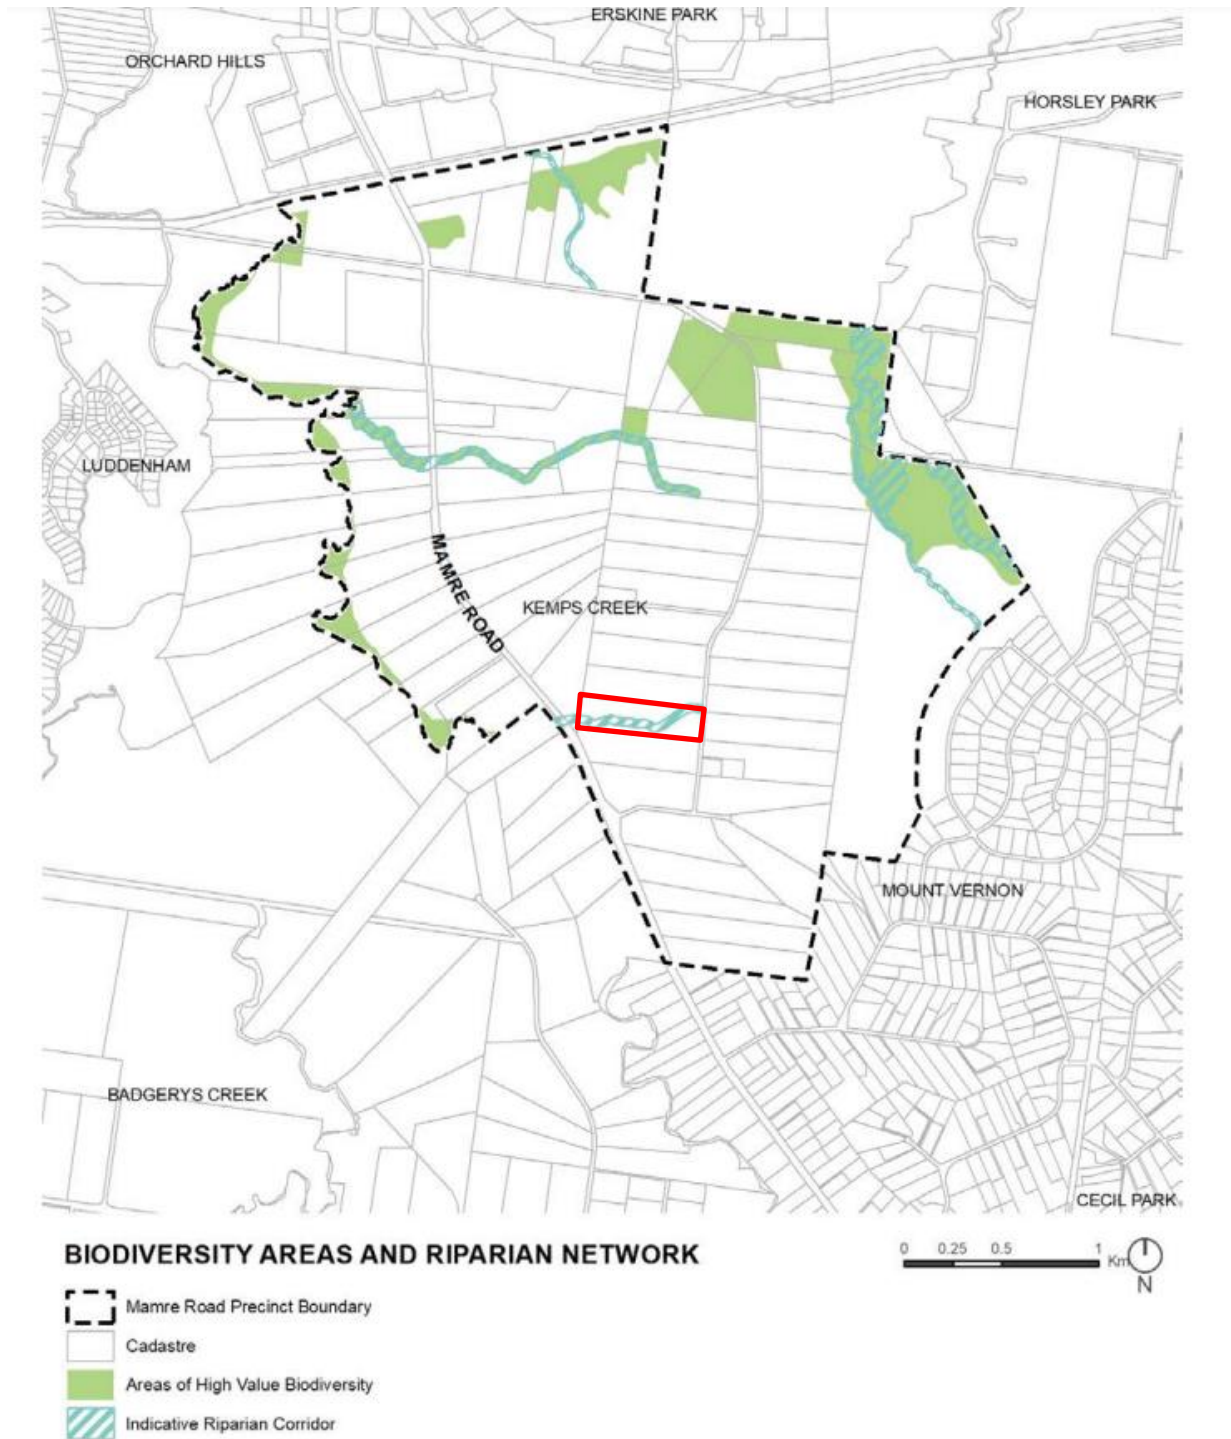 ERSKINE PARK
ORCHARD HILLS
HORSLEY PARK
LUDDENHAM
MAMRE ROAD
KEMPS CREEK
MOUNT VERNON
BADGERYS CREEK
CECIL PARK
BIODIVERSITY AREAS AND RIPARIAN NETWORK
0 0.25 0.5 1 Km
N
Mamre Road Precinct Boundary
Cadastre
Areas of High Value Biodiversity
Indicative Riparian Corridor